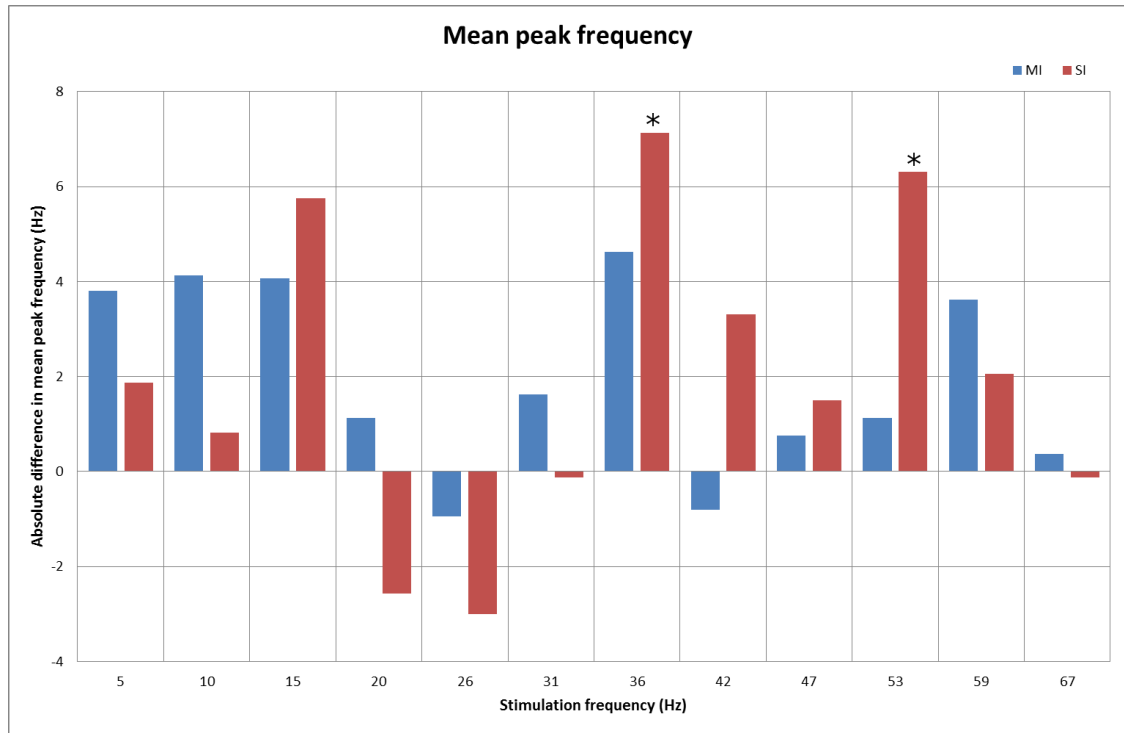 Mean peak frequency
MI SI
8
*
*
6
4
2
0
-2
-4
Absolute difference in mean peak frequency (Hz)
5 10 15 20 26 31 36 42 47 53 59 67
Stimulation frequency (Hz)